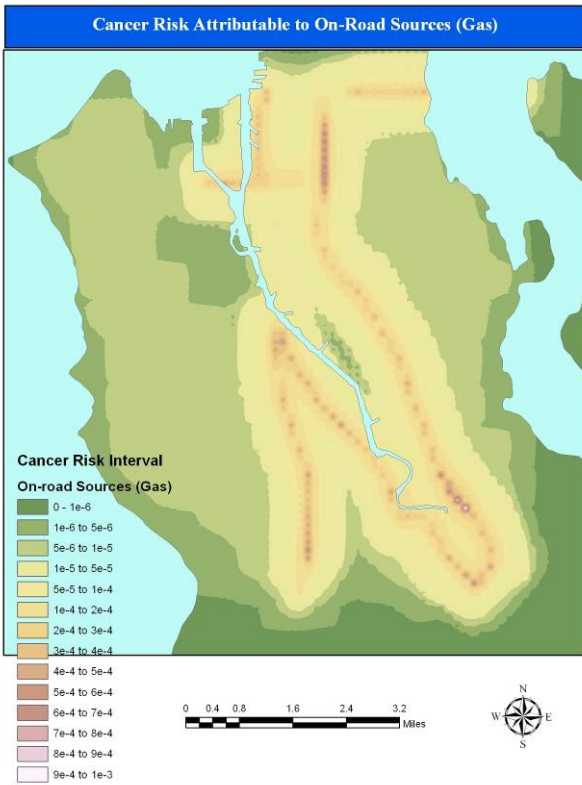 Cancer Risk Attributable to On-Road Sources (Gas)
Cancer Risk Interval
On-road Sources (Gas)
0 - 1e-6
1e-6 to 5e-6
5e-6 to 1e-5
1e-5 to 5e-5
5e-5 to 1e-4
1e-4 to 2e-4
2e-4 to 3e-4
3e-4 to 4e-4
4e-4 to 5e-4
5e-4 to 6e-4
6e-4 to 7e-4
7e-4 to 8e-4
8e-4 to 9e-4
9e-4 to 1e-3
0 0.4 0.8 1.6 2.4 3.2
Miles
N
W E
S